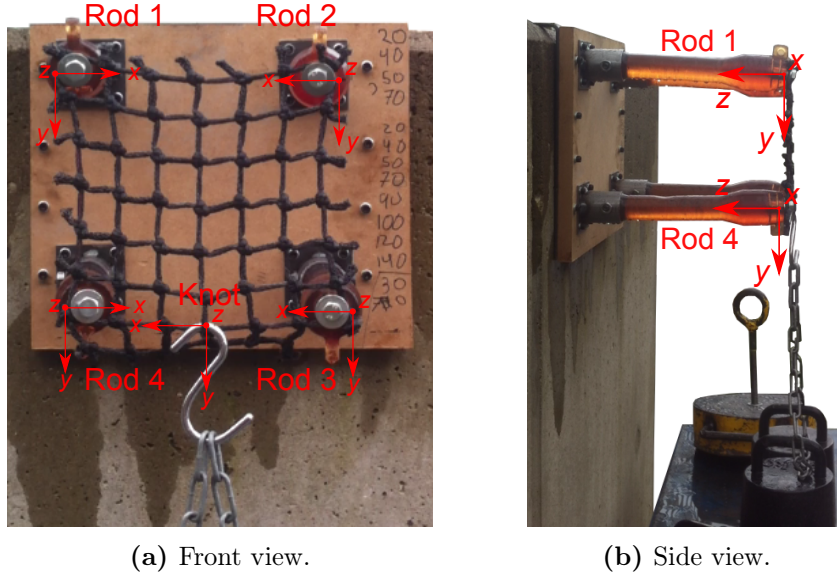 Rod 1 Rod 2
z x x z
y y
20
40
50
70
20
40
50
70
90
100
120
140
30
Knot
z x x z x z
y y y
Rod 4 Rod 3
Rod 1
x
z
y
z x
Rod 4
y
(a) Front view.
(b) Side view.